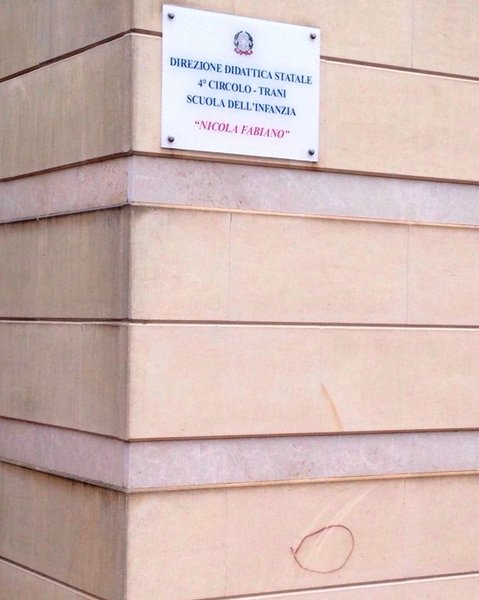 DIREZIONE DIDATTICA STATALE
4° CIRCOLO - TRANI
SCUOLA DELL'INFANZIA
"NICOLA FABIANO"